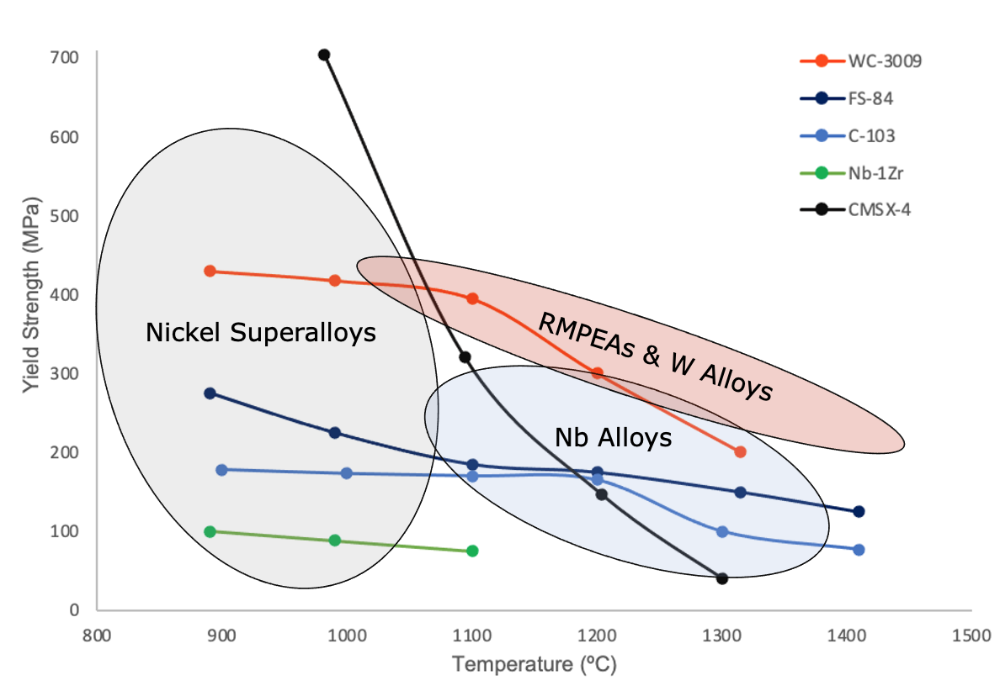 700
600
500
400
300
200
100
0
Yield Strength (MPa)
WC-3009
FS-84
C-103
Nb-1Zr
CMSX-4
Nickel Superalloys
RMPEAs & W Alloys
Nb Alloys
800 900 1000 1100 1200 1300 1400 1500
Temperature (ºC)